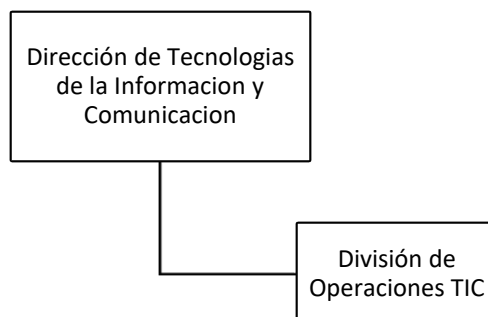 Dirección de Tecnologias
de la Informacion y
Comunicacion
División de
Operaciones TIC